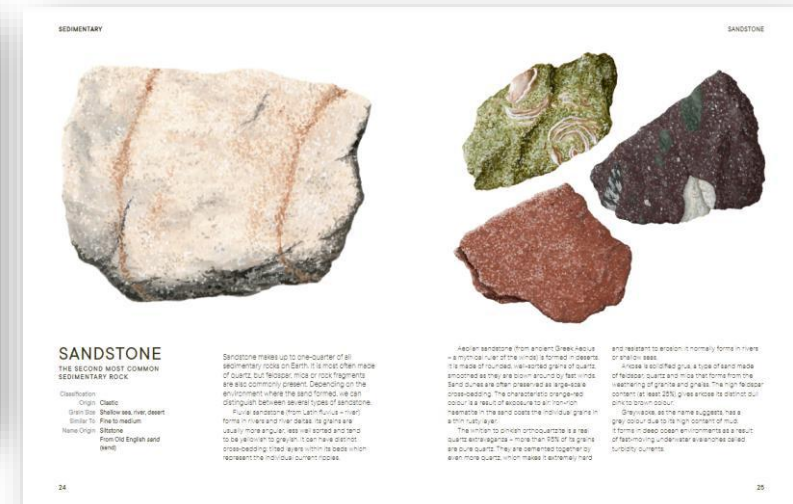 SEDIMENTARY
SANDSTONE
SANDSTONE
THE SECOND MOST COMMON
SEDIMENTARY ROCK
Classification
Origin Clastic
Grain Size Shallow sea, river, desert
Similar To Fine to medium
Name Origin Siltstone
From Old English sand
(sand)
Sandstone makes up to one-quarter of all
sedimentary rocks on Earth. It is most often made
of quartz, but feldspar, mica or rock fragments
are also commonly present. Depending on the
environment where the sand formed, we can
distinguish between several types of sandstone.
Fluvial sandstone (from Latin fluvius – river)
forms in rivers and river deltas. Its grains are
usually more angular, less well sorted and tend
to be yellowish to greyish. It can have distinct
cross-bedding: tilted layers within its beds which
represent the individual current ripples.
Aeolian sandstone (from ancient Greek Aeolus
– a mythical ruler of the winds) is formed in deserts.
It is made of rounded, well-sorted grains of quartz,
smoothed as they are blown around by fast winds.
Sand dunes are often preserved as large-scale
cross-bedding. The characteristic orange-red
colour is a result of exposure to air: iron-rich
haematite in the sand coats the individual grains in
a thin rusty layer.
The whitish to pinkish orthoquartzite is a real
quartz extravaganza – more than 95% of its grains
are pure quartz. They are cemented together by
even more quartz, which makes it extremely hard
and resistant to erosion; it normally forms in rivers
or shallow seas.
Arkose is solidified grus, a type of sand made
of feldspar, quartz and mica that forms from the
weathering of granite and gneiss. The high feldspar
content (at least 25%) gives arkose its distinct dull
pink to brown colour.
Greywacke, as the name suggests, has a
grey colour due to its high content of mud.
It forms in deep ocean environments as a result
of fast-moving underwater avalanches called
turbidity currents.
24
25